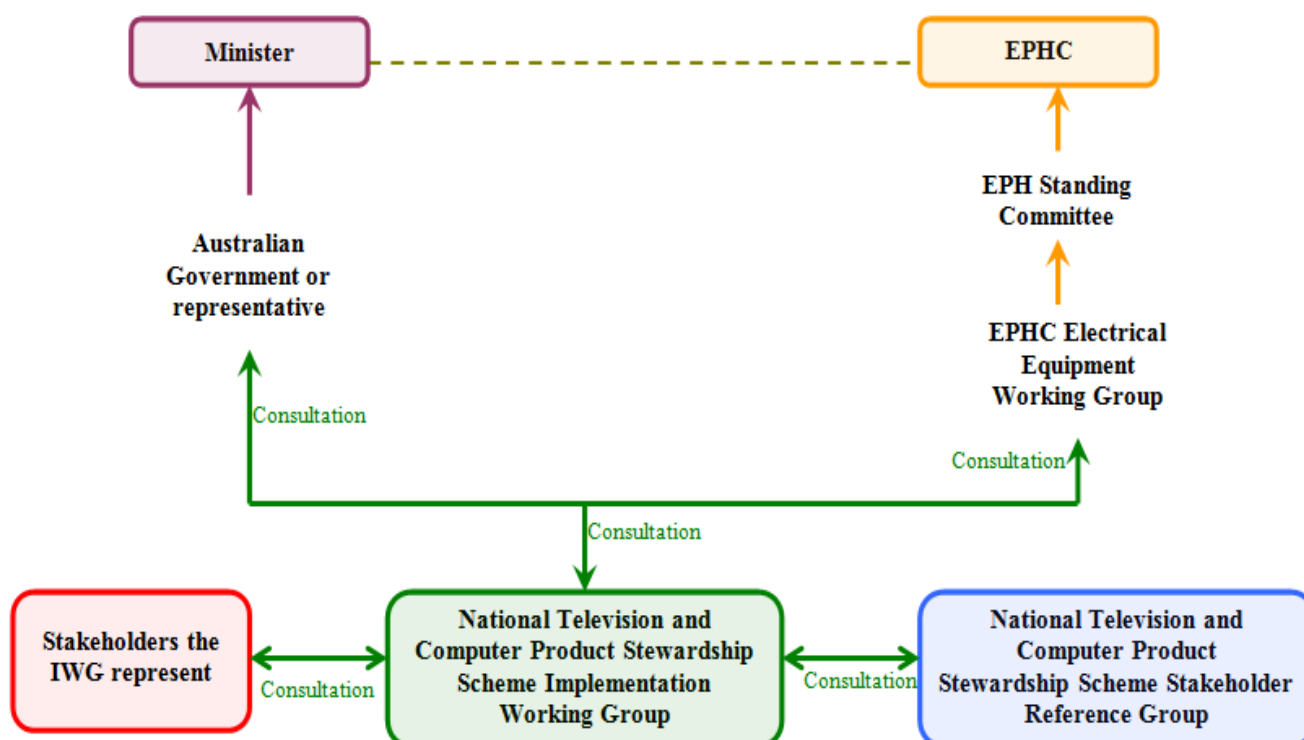 Minister
EPHC
EPH Standing
Committee
Australian
Government or
representative
EPHC Electrical
Equipment
Working Group
Consultation
Consultation
Consultation
Stakeholders the
IWG represent
Consultation
National Television and
Computer Product Stewardship
Scheme Implementation
Working Group
Consultation
National Television and
Computer Product
Stewardship Scheme Stakeholder
Reference Group